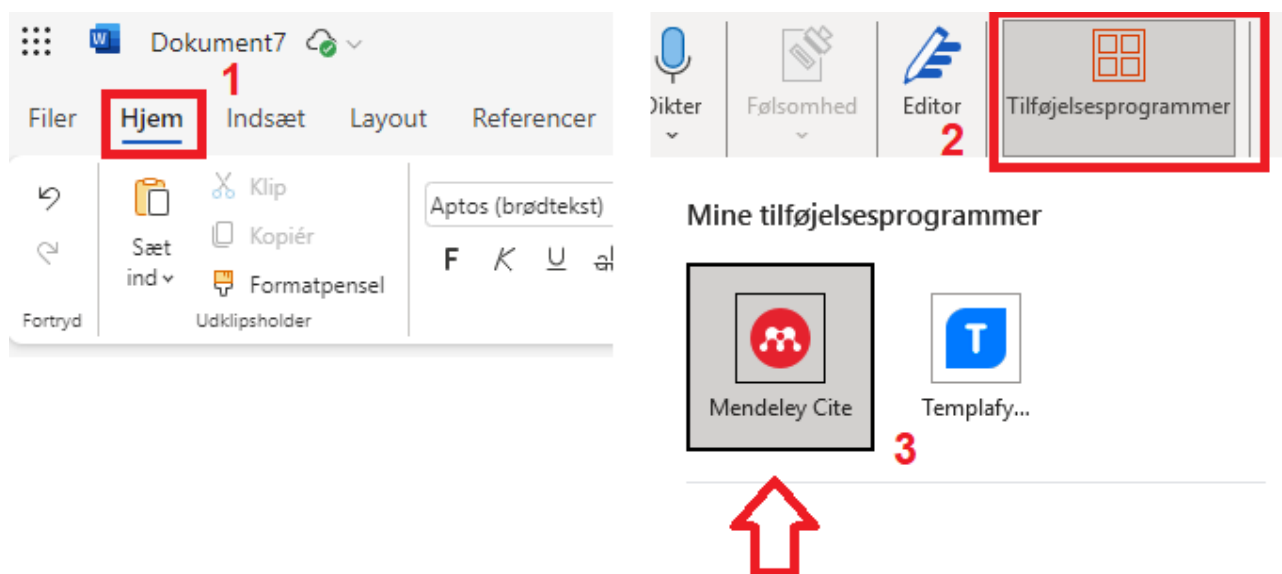 Dokument7
1
Filer Hjem Indsæt Layout Referencer
Sæt ind
Klip
Kopiér
Formatpensel
Aptos (brødtekst)
F K U ab
Fortryd
Udklipsholder
Følsomhed
Editor
Tilføjelsesprogrammer
2
Mine tilføjelsesprogrammer
T
Mendeley Cite
Templafy...
3